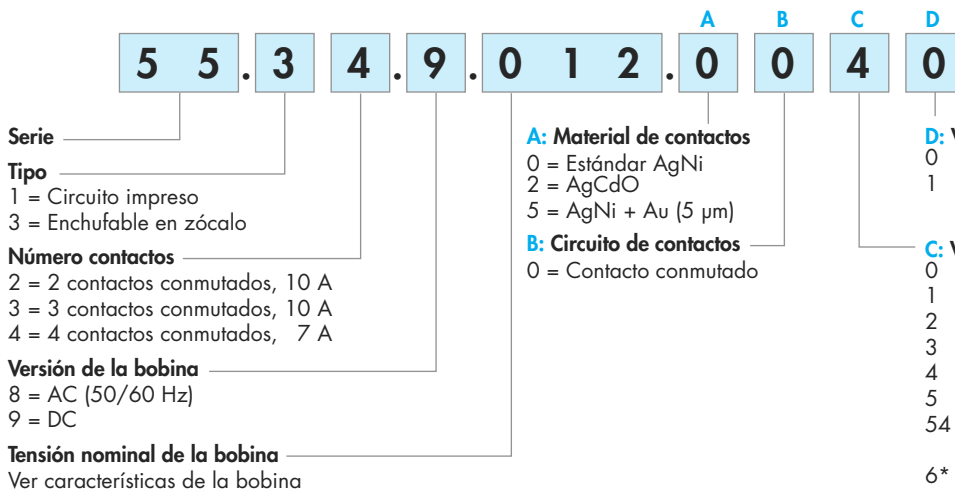 A B C D
5 5 . 3 4 . 9 . 0 1 2 . 0 0 4 0
Serie
Tipo
1 = Circuito impreso
3 = Enchufable en zócalo
Número contactos
2 = 2 contactos conmutados, 10 A
3 = 3 contactos conmutados, 10 A
4 = 4 contactos conmutados, 7 A
Versión de la bobina
8 = AC (50/60 Hz)
9 = DC
Tensión nominal de la bobina
Ver características de la bobina
A: Material de contactos
0 = Estándar AgNi
2 = AgCdO
5 = AgNi + Au (5 µm)
B: Circuito de contactos
0 = Contacto conmutado
D: V
0
1
C: V
0
1
2
3
4
5
54
6*